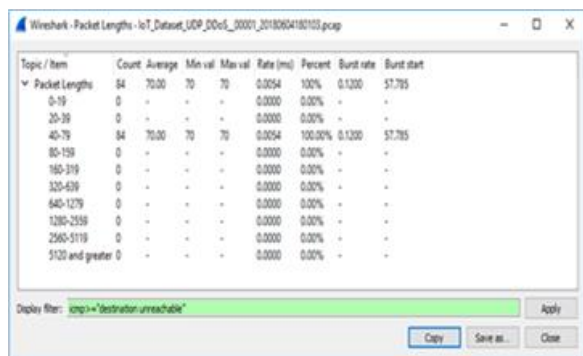 Wireshark - Packet Lengths - IoT_Dataset_UDP_DDoS__00001_20180604180103.pcap
Topic / Item Count Average Min val Max val Rate (ms) Percent Burst rate Burst start
Packet Lengths 84 70.00 70 70 0.0054 100% 0.1200 57.785
0-19 0 - - - 0.0000 0.00% - -
20-39 0 - - - 0.0000 0.00% - -
40-79 84 70.00 70 70 0.0054 100.00% 0.1200 57.785
80-159 0 - - - 0.0000 0.00% - -
160-319 0 - - - 0.0000 0.00% - -
320-639 0 - - - 0.0000 0.00% - -
640-1279 0 - - - 0.0000 0.00% - -
1280-2559 0 - - - 0.0000 0.00% - -
2560-5119 0 - - - 0.0000 0.00% - -
5120 and greater 0 - - - 0.0000 0.00% - -
Display filter: icmp>="destination unreachable" Apply
Copy Save as... Close